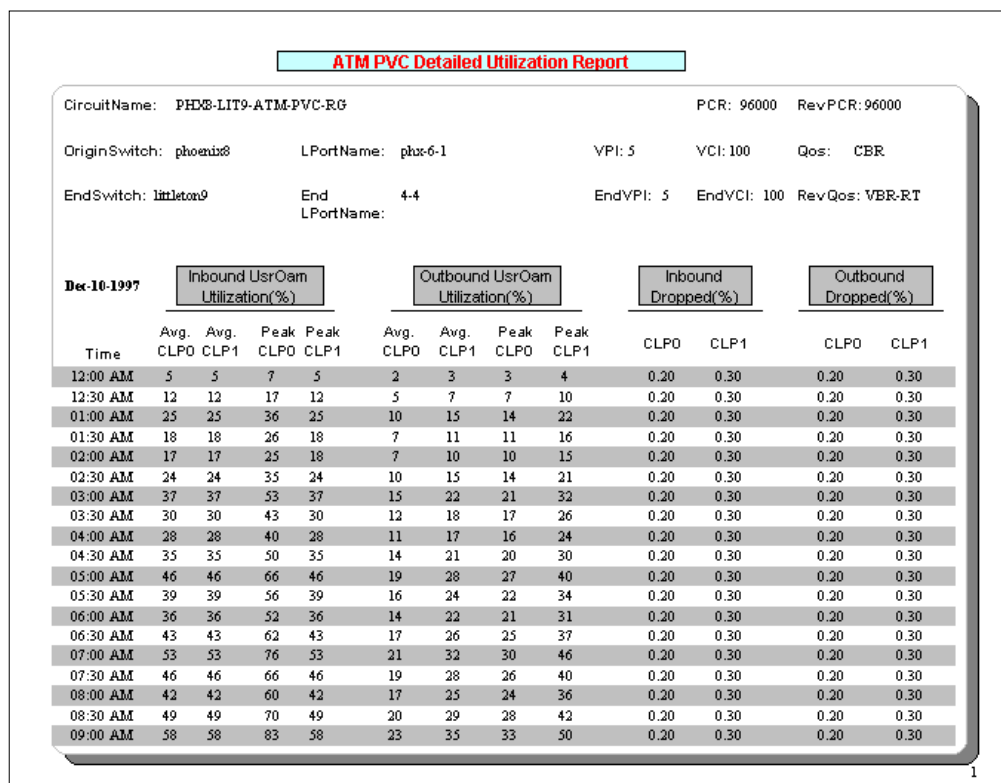 ATM PVC Detailed Utilization Report
CircuitName: PHX8-LIT9-ATM-PVC-RG PCR: 96000 RevPCR:96000
OriginSwitch: phoenix8 LPortName: phx-6-1 VPI: 5 VCI: 100 Qos: CBR
EndSwitch: littleton9 End LPortName: 4-4 EndVPI: 5 EndVCI: 100 RevQos: VBR-RT
Dec-10-1997 Inbound UsrOam Utilization(%) Outbound UsrOam Utilization(%) Inbound Dropped(%) Outbound Dropped(%)
Time Avg. CLP0 Avg. CLP1 Peak CLP0 Peak CLP1 Avg. CLP0 Avg. CLP1 Peak CLP0 Peak CLP1 CLP0 CLP1 CLP0 CLP1
12:00 AM 5 5 7 5 2 3 3 4 0.20 0.30 0.20 0.30
12:30 AM 12 12 17 12 5 7 7 10 0.20 0.30 0.20 0.30
01:00 AM 25 25 36 25 10 15 14 22 0.20 0.30 0.20 0.30
01:30 AM 18 18 26 18 7 11 11 16 0.20 0.30 0.20 0.30
02:00 AM 17 17 25 18 7 10 10 15 0.20 0.30 0.20 0.30
02:30 AM 24 24 35 24 10 15 14 21 0.20 0.30 0.20 0.30
03:00 AM 37 37 53 37 15 22 21 32 0.20 0.30 0.20 0.30
03:30 AM 30 30 43 30 12 18 17 26 0.20 0.30 0.20 0.30
04:00 AM 28 28 40 28 11 17 16 24 0.20 0.30 0.20 0.30
04:30 AM 35 35 50 35 14 21 20 30 0.20 0.30 0.20 0.30
05:00 AM 46 46 66 46 19 28 27 40 0.20 0.30 0.20 0.30
05:30 AM 39 39 56 39 16 24 22 34 0.20 0.30 0.20 0.30
06:00 AM 36 36 52 36 14 22 21 31 0.20 0.30 0.20 0.30
06:30 AM 43 43 62 43 17 26 25 37 0.20 0.30 0.20 0.30
07:00 AM 53 53 76 53 21 32 30 46 0.20 0.30 0.20 0.30
07:30 AM 46 46 66 46 19 28 26 40 0.20 0.30 0.20 0.30
08:00 AM 42 42 60 42 17 25 24 36 0.20 0.30 0.20 0.30
08:30 AM 49 49 70 49 20 29 28 42 0.20 0.30 0.20 0.30
09:00 AM 58 58 83 58 23 35 33 50 0.20 0.30 0.20 0.30
1